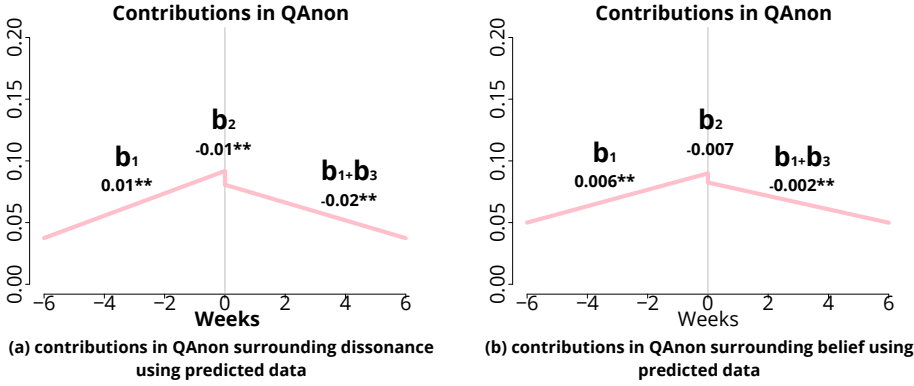 Contributions in QAnon
0.20
0.15
0.10
0.05
0.00
b2
-0.01**
b1
0.01**
b1+b3
-0.02**
−6 −4 −2 0 2 4 6
Weeks
(a) contributions in QAnon surrounding dissonance
using predicted data
Contributions in QAnon
0.20
0.15
0.10
0.05
0.00
b2
-0.007
b1
0.006**
b1+b3
-0.002**
−6 −4 −2 0 2 4 6
Weeks
(b) contributions in QAnon surrounding belief using
predicted data